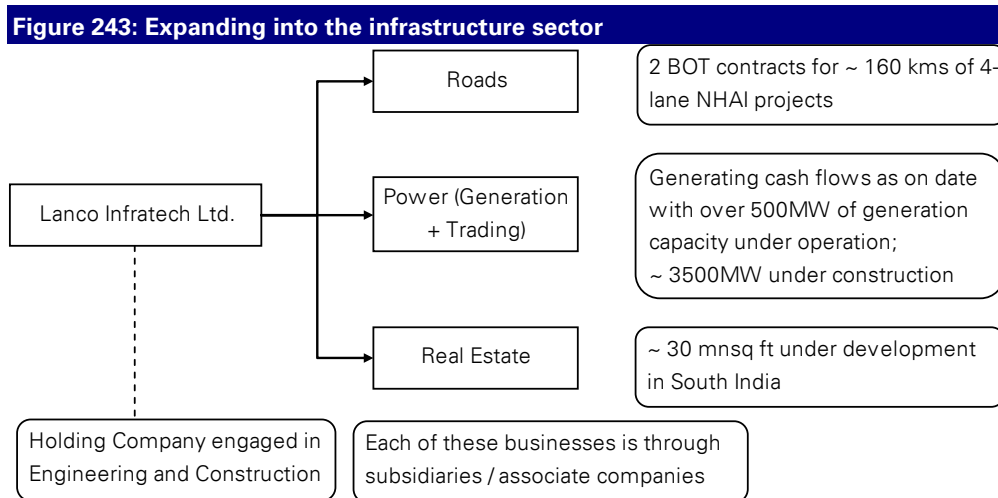 Figure 243: Expanding into the infrastructure sector
Roads
2 BOT contracts for ~ 160 kms of 4-
lane NHAI projects
Lanco Infratech Ltd.
Power (Generation
+ Trading)
Generating cash flows as on date
with over 500MW of generation
capacity under operation;
~ 3500MW under construction
Real Estate
~ 30 mnsq ft under development
in South India
Holding Company engaged in
Engineering and Construction
Each of these businesses is through
subsidiaries / associate companies